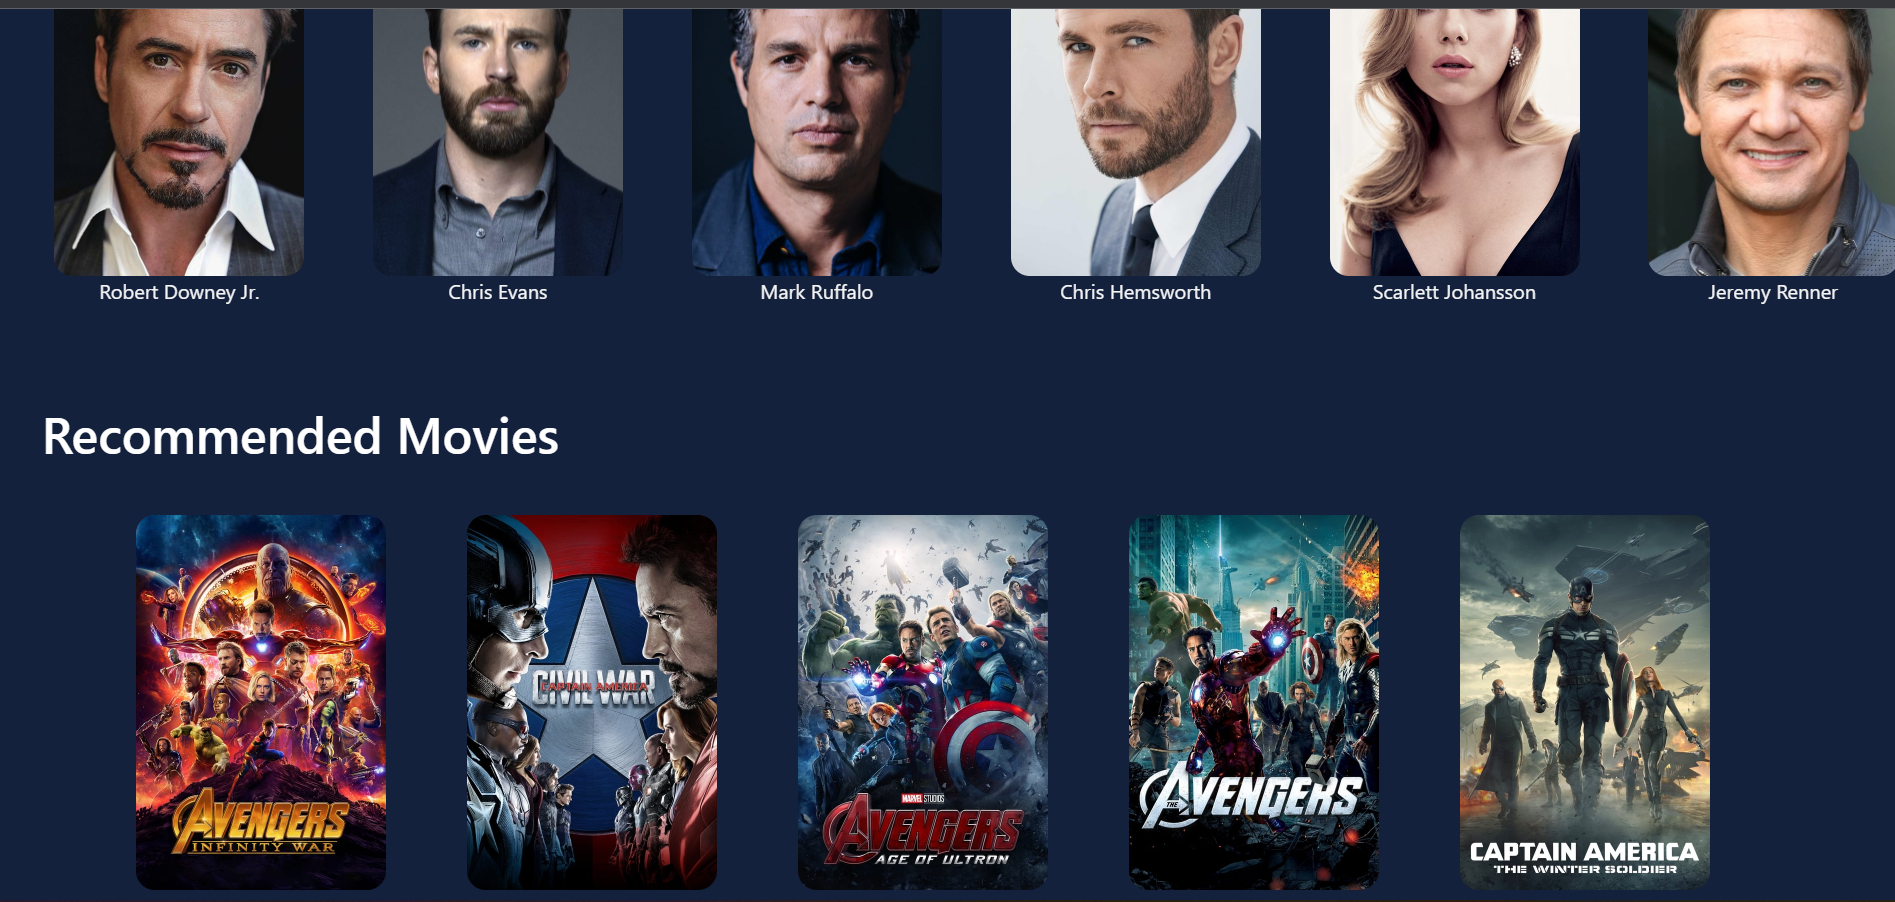 Robert Downey Jr.
Chris Evans
Mark Ruffalo
Chris Hemsworth
Scarlett Johansson
Jeremy Renner
Recommended Movies
AVENGERS
INFINITY WAR
CAPTAIN AMERICA
CIVIL WAR
MARVEL STUDIOS
AVENGERS
AGE OF ULTRON
THE AVENGERS
CAPTAIN AMERICA
THE WINTER SOLDIER